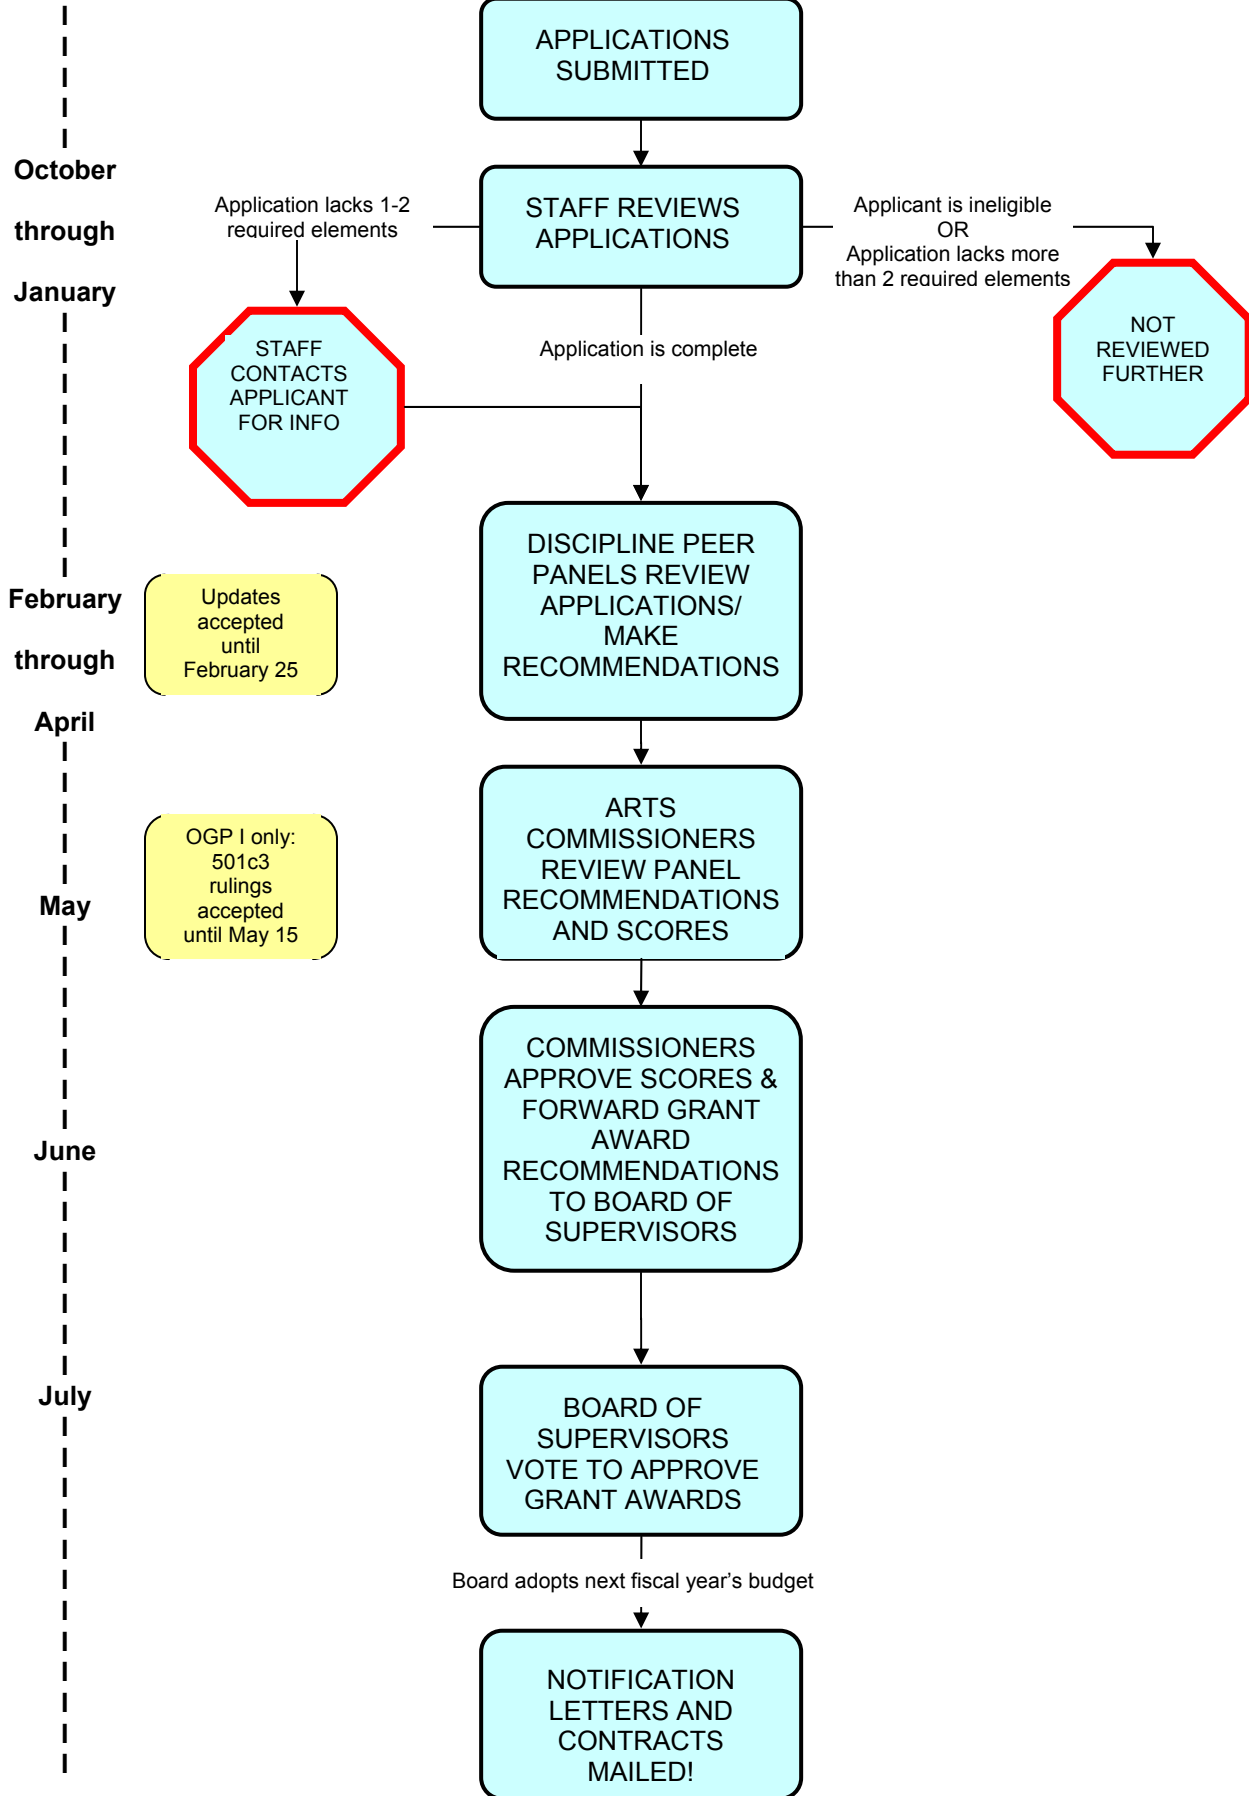 APPLICATIONS
SUBMITTED
October
through
January
Application lacks 1-2
required elements
STAFF REVIEWS
APPLICATIONS
Applicant is ineligible
OR
Application lacks more
than 2 required elements
STAFF
CONTACTS
APPLICANT
FOR INFO
Application is complete
NOT
REVIEWED
FURTHER
February
through
April
Updates
accepted
until
February 25
DISCIPLINE PEER
PANELS REVIEW
APPLICATIONS/
MAKE
RECOMMENDATIONS
May
OGP I only:
501c3
rulings
accepted
until May 15
ARTS
COMMISSIONERS
REVIEW PANEL
RECOMMENDATIONS
AND SCORES
June
COMMISSIONERS
APPROVE SCORES &
FORWARD GRANT
AWARD
RECOMMENDATIONS
TO BOARD OF
SUPERVISORS
July
BOARD OF
SUPERVISORS
VOTE TO APPROVE
GRANT AWARDS
Board adopts next fiscal year's budget
NOTIFICATION
LETTERS AND
CONTRACTS
MAILED!